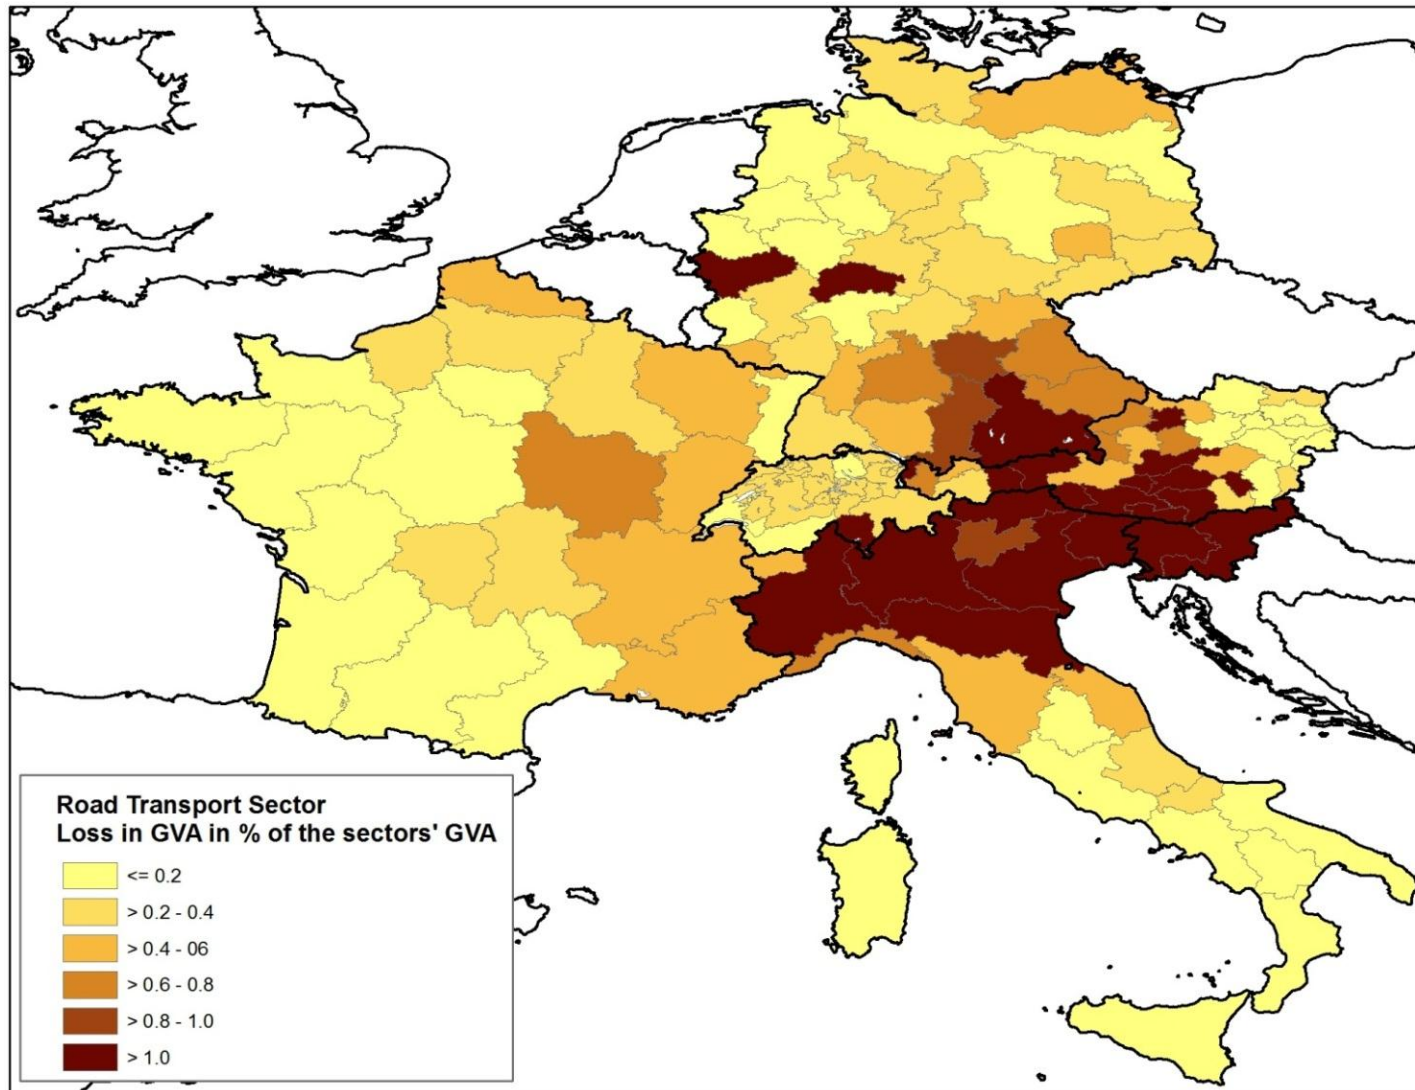 Road Transport Sector
Loss in GVA in % of the sectors' GVA
<= 0.2
> 0.2 - 0.4
> 0.4 - 06
> 0.6 - 0.8
> 0.8 - 1.0
> 1.0